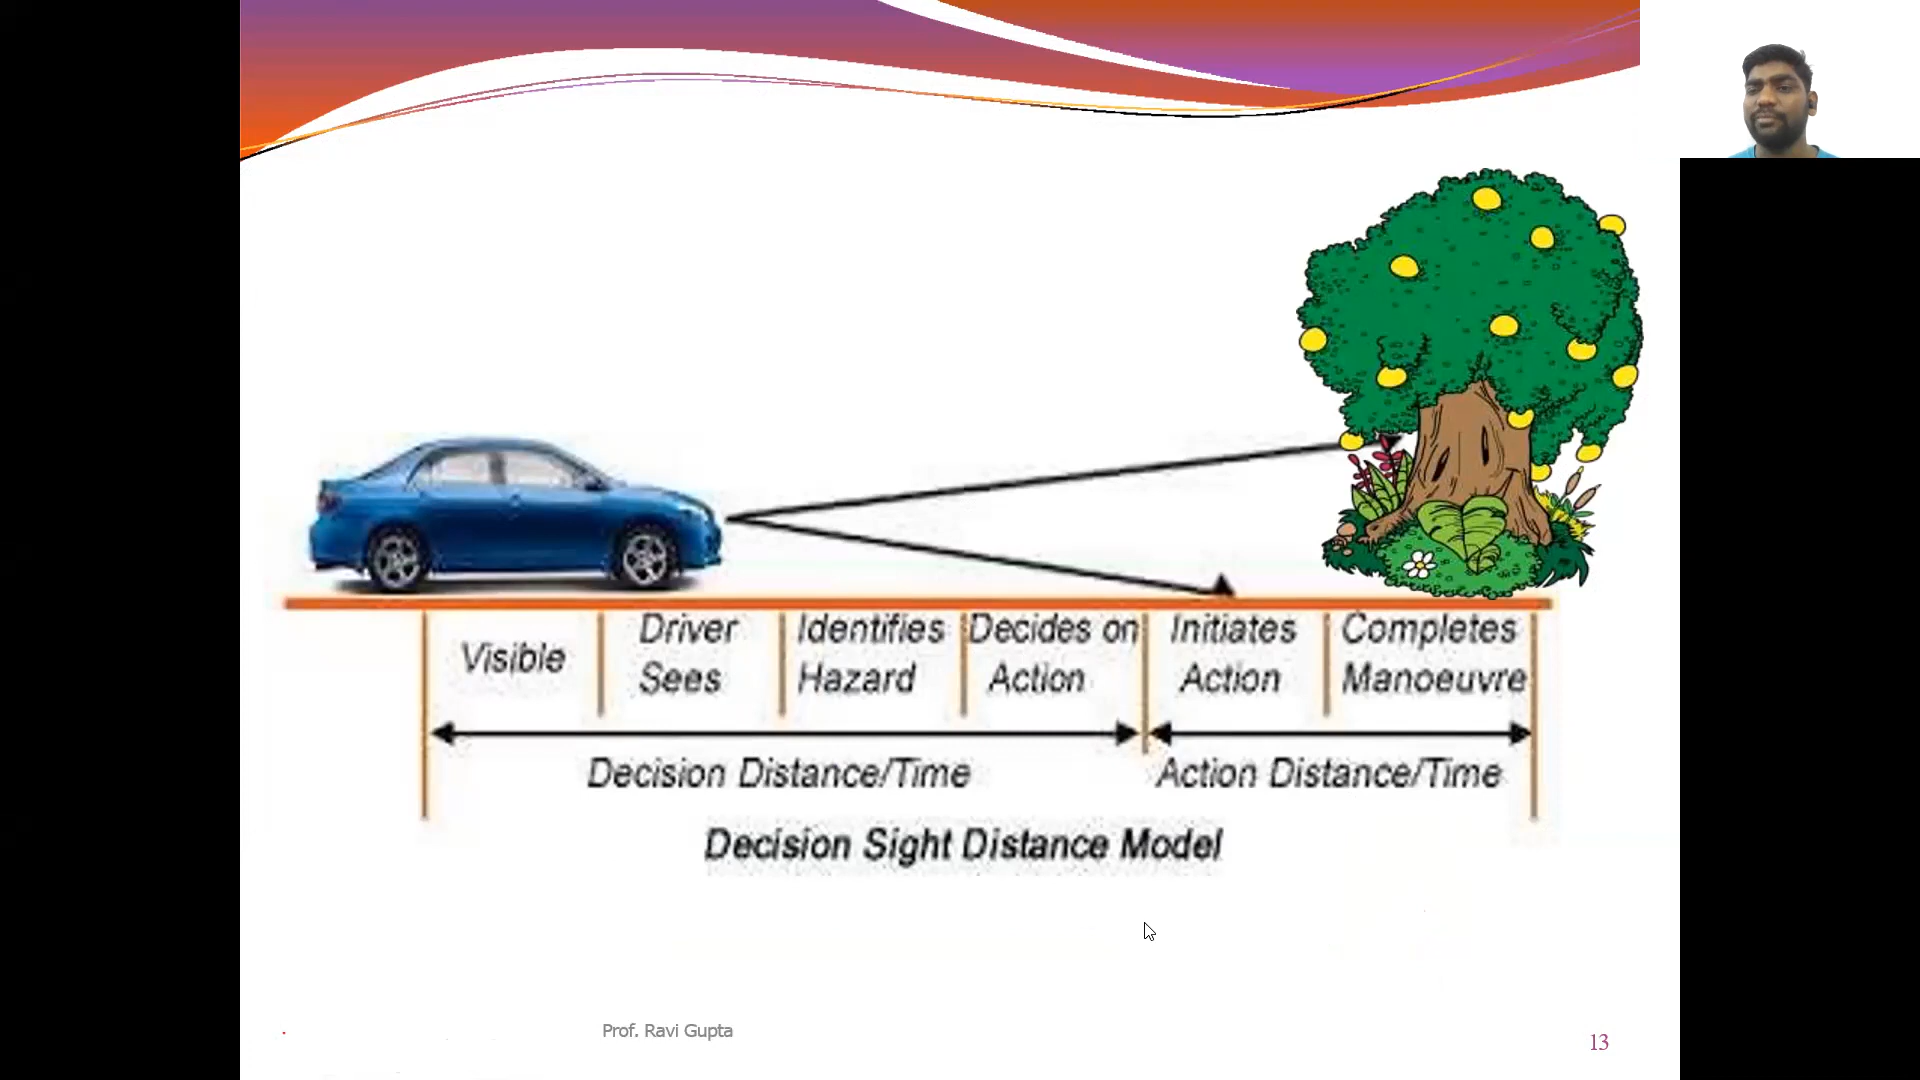 Visible
Driver
Sees
Identifies
Hazard
Decides on
Action
Initiates
Action
Completes
Manoeuvre
Decision Distance/Time
Action Distance/Time
Decision Sight Distance Model
Prof. Ravi Gupta
13